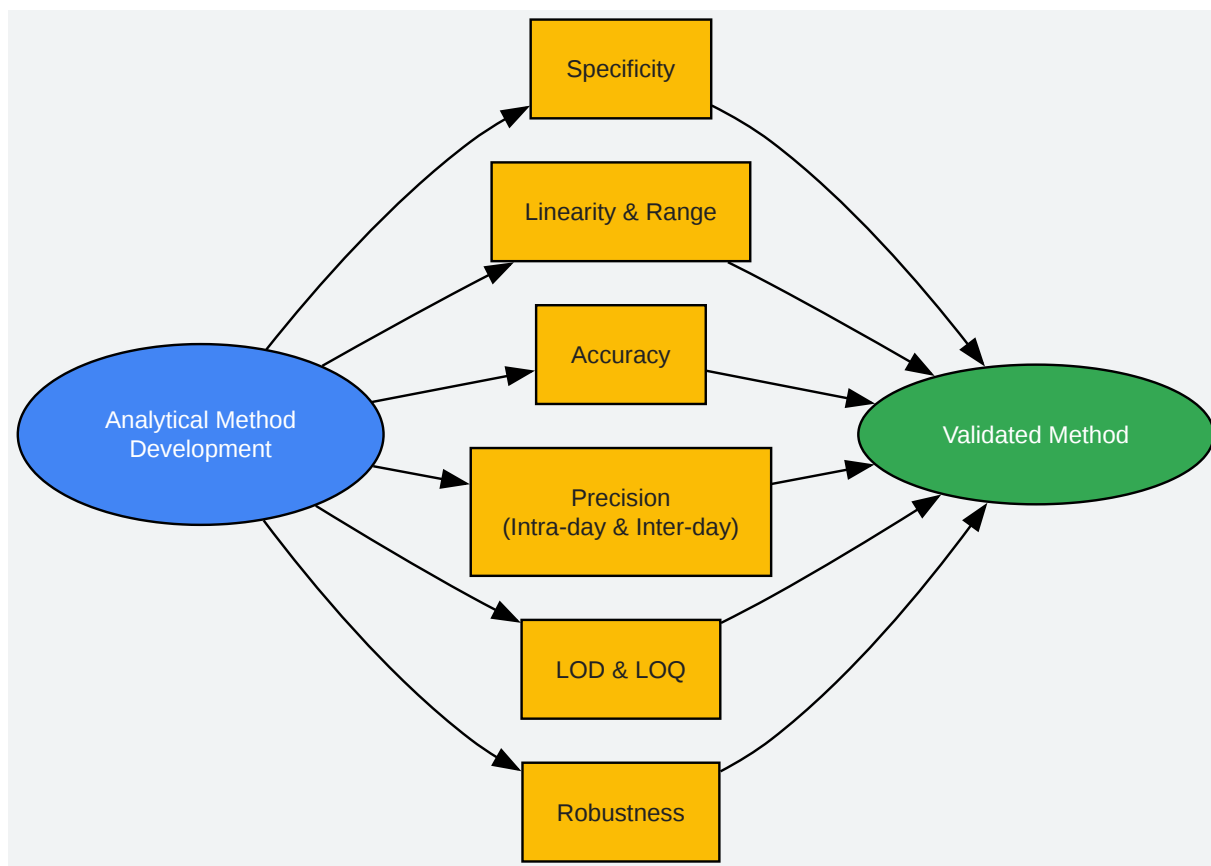 Specificity
Linearity & Range
Accuracy
Analytical Method
Development
Validated Method
Precision
(Intra-day & Inter-day)
LOD & LOQ
Robustness